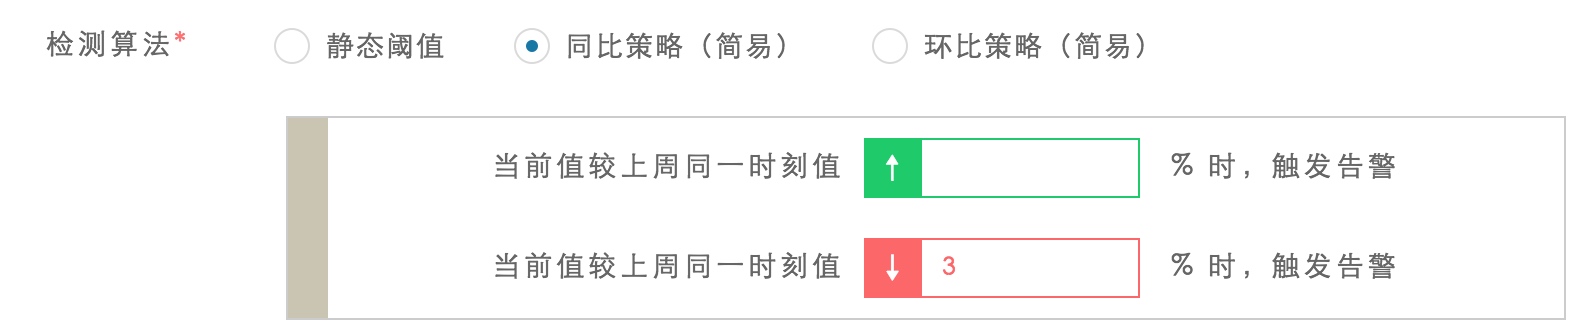 检测算法* 静态阈值 同比策略（简易） 环比策略（简易）
当前值较上周同一时刻值 ↑ % 时，触发告警
当前值较上周同一时刻值 ↓ 3 % 时，触发告警